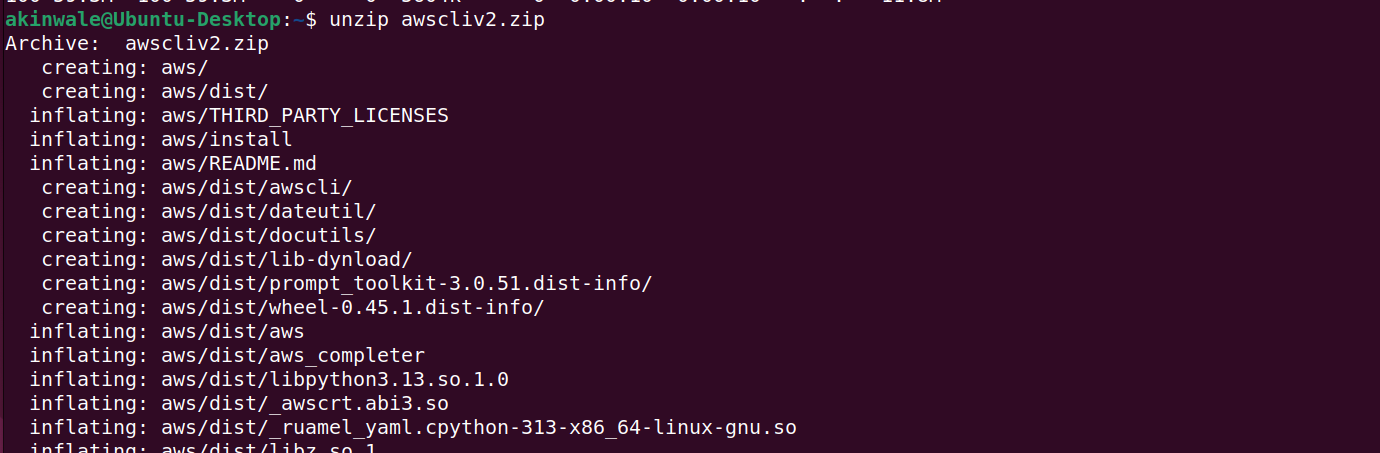 akinwale@Ubuntu-Desktop:~$ unzip awscliv2.zip
Archive:  awscliv2.zip
   creating: aws/
   creating: aws/dist/
  inflating: aws/THIRD_PARTY_LICENSES
  inflating: aws/install
  inflating: aws/README.md
   creating: aws/dist/awscli/
   creating: aws/dist/dateutil/
   creating: aws/dist/docutils/
   creating: aws/dist/lib-dynload/
   creating: aws/dist/prompt_toolkit-3.0.51.dist-info/
   creating: aws/dist/wheel-0.45.1.dist-info/
  inflating: aws/dist/aws
  inflating: aws/dist/aws_completer
  inflating: aws/dist/libpython3.13.so.1.0
  inflating: aws/dist/_awscrt.abi3.so
  inflating: aws/dist/_ruamel_yaml.cpython-313-x86_64-linux-gnu.so
  inflating: aws/dist/libz.so.1